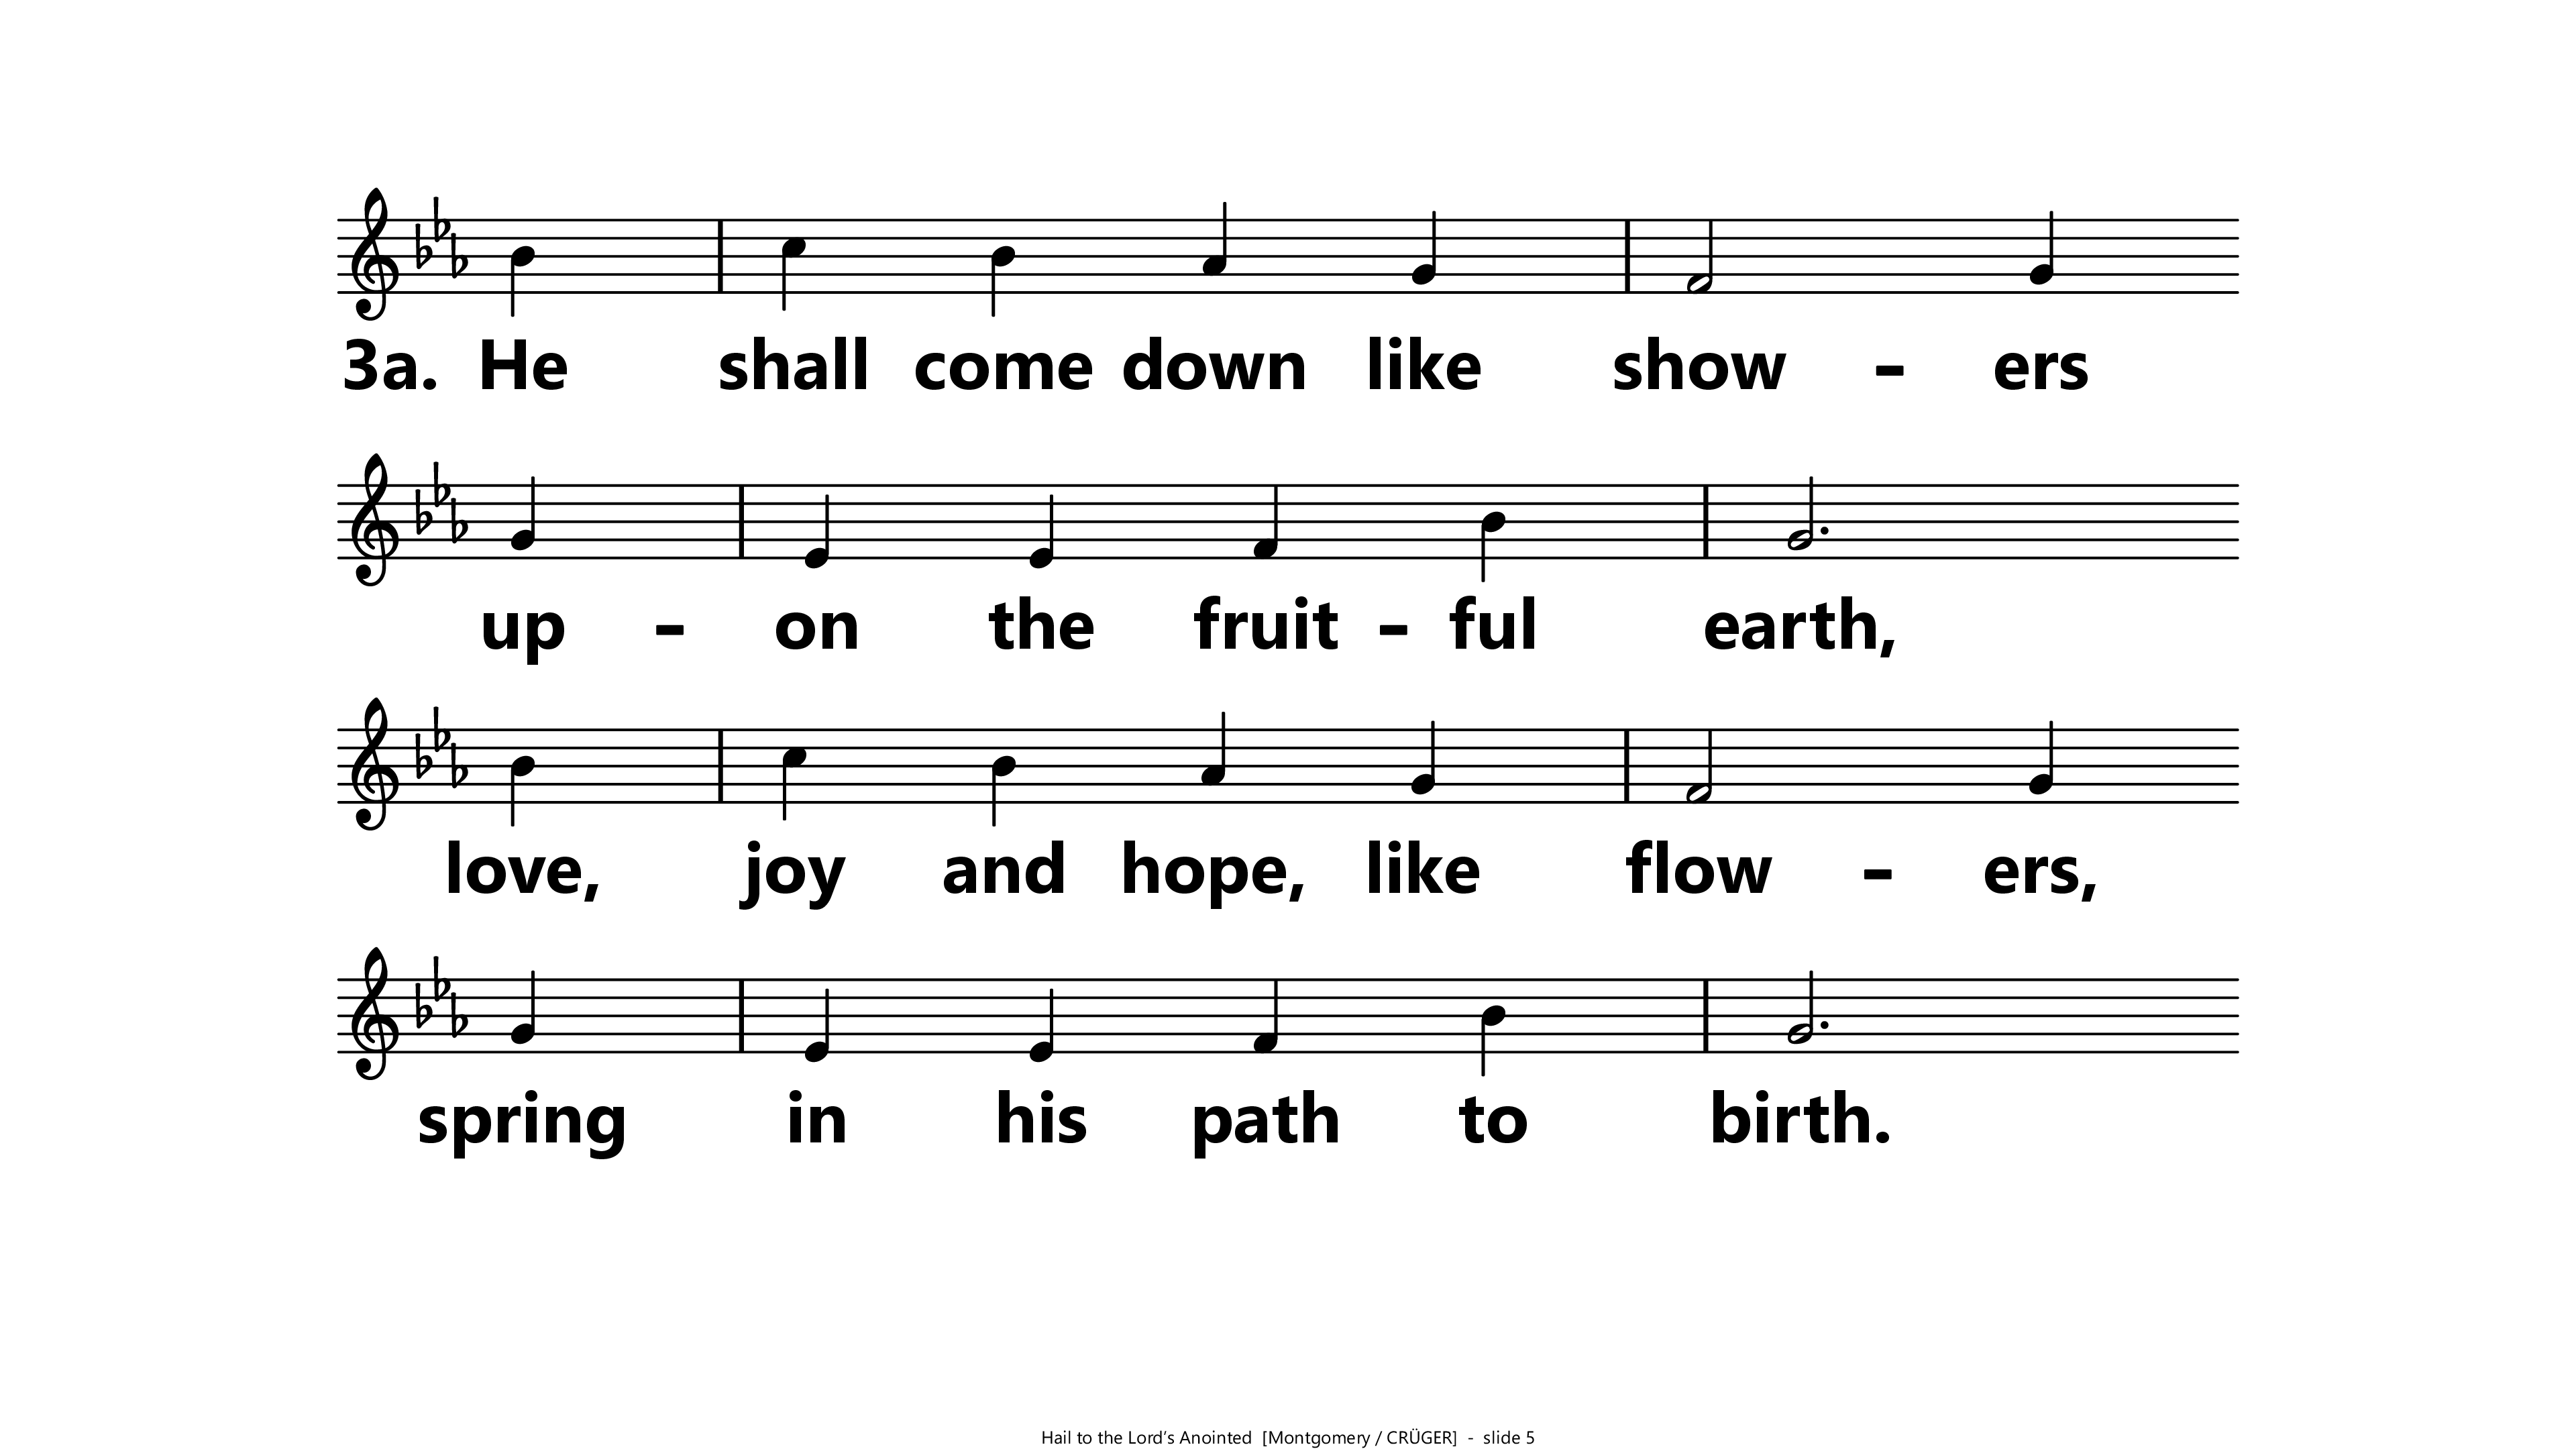 3a. He shall come down like show - ers
up - on the fruit - ful earth,
love, joy and hope, like flow - ers,
spring in his path to birth.
Hail to the Lord’s Anointed [Montgomery / CRÜGER] - slide 5